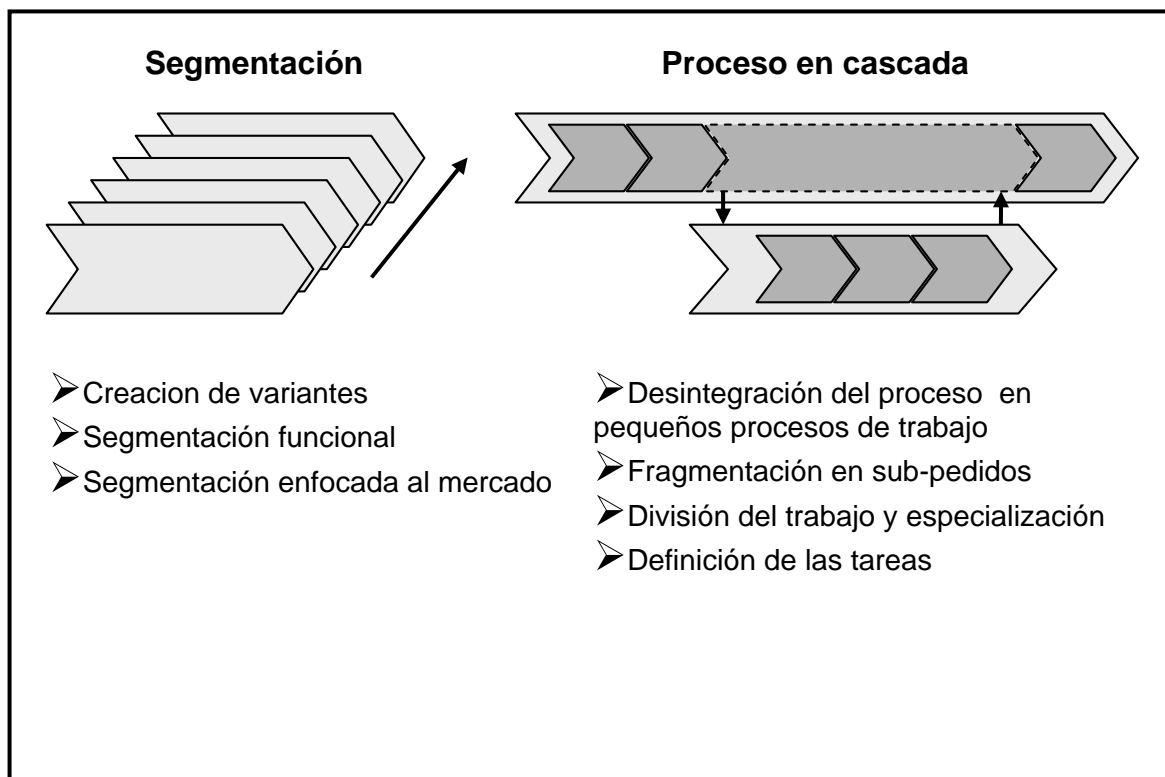 Segmentación
Proceso en cascada
Creacion de variantes
Segmentación funcional
Segmentación enfocada al mercado
Desintegración del proceso  en
pequeños procesos de trabajo
Fragmentación en sub-pedidos
División del trabajo y especialización
Definición de las tareas